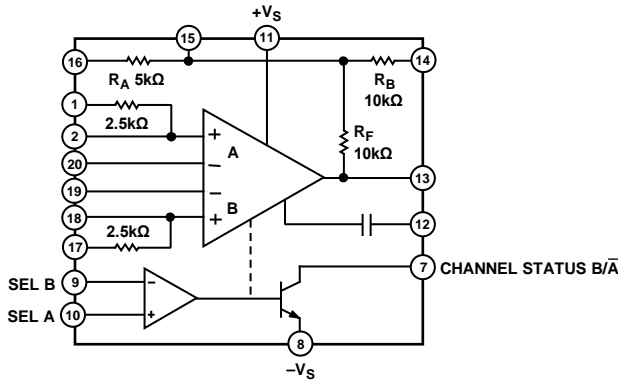 +VS
15
11
16
14
RA 5kΩ
RB
10kΩ
1
2.5kΩ
RF
10kΩ
2
+
A
20
–
13
19
–
18
+
B
2.5kΩ
12
17
SEL B
9
–
7
CHANNEL STATUS B/A̅
SEL A
10
+
8
–VS